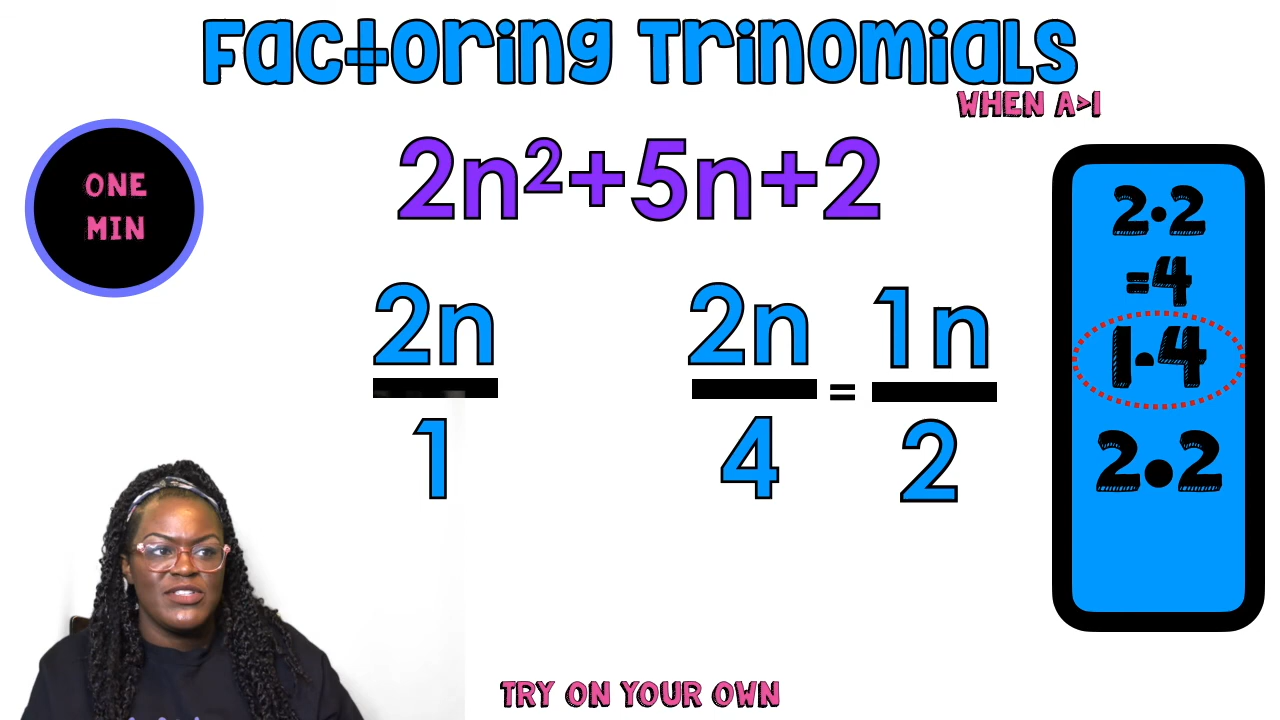 Factoring Trinomials
WHEN A>1
ONE
MIN
2n²+5n+2
2n/1
2n/4 = 1n/2
2·2
=4
1·4
2·2
TRY ON YOUR OWN